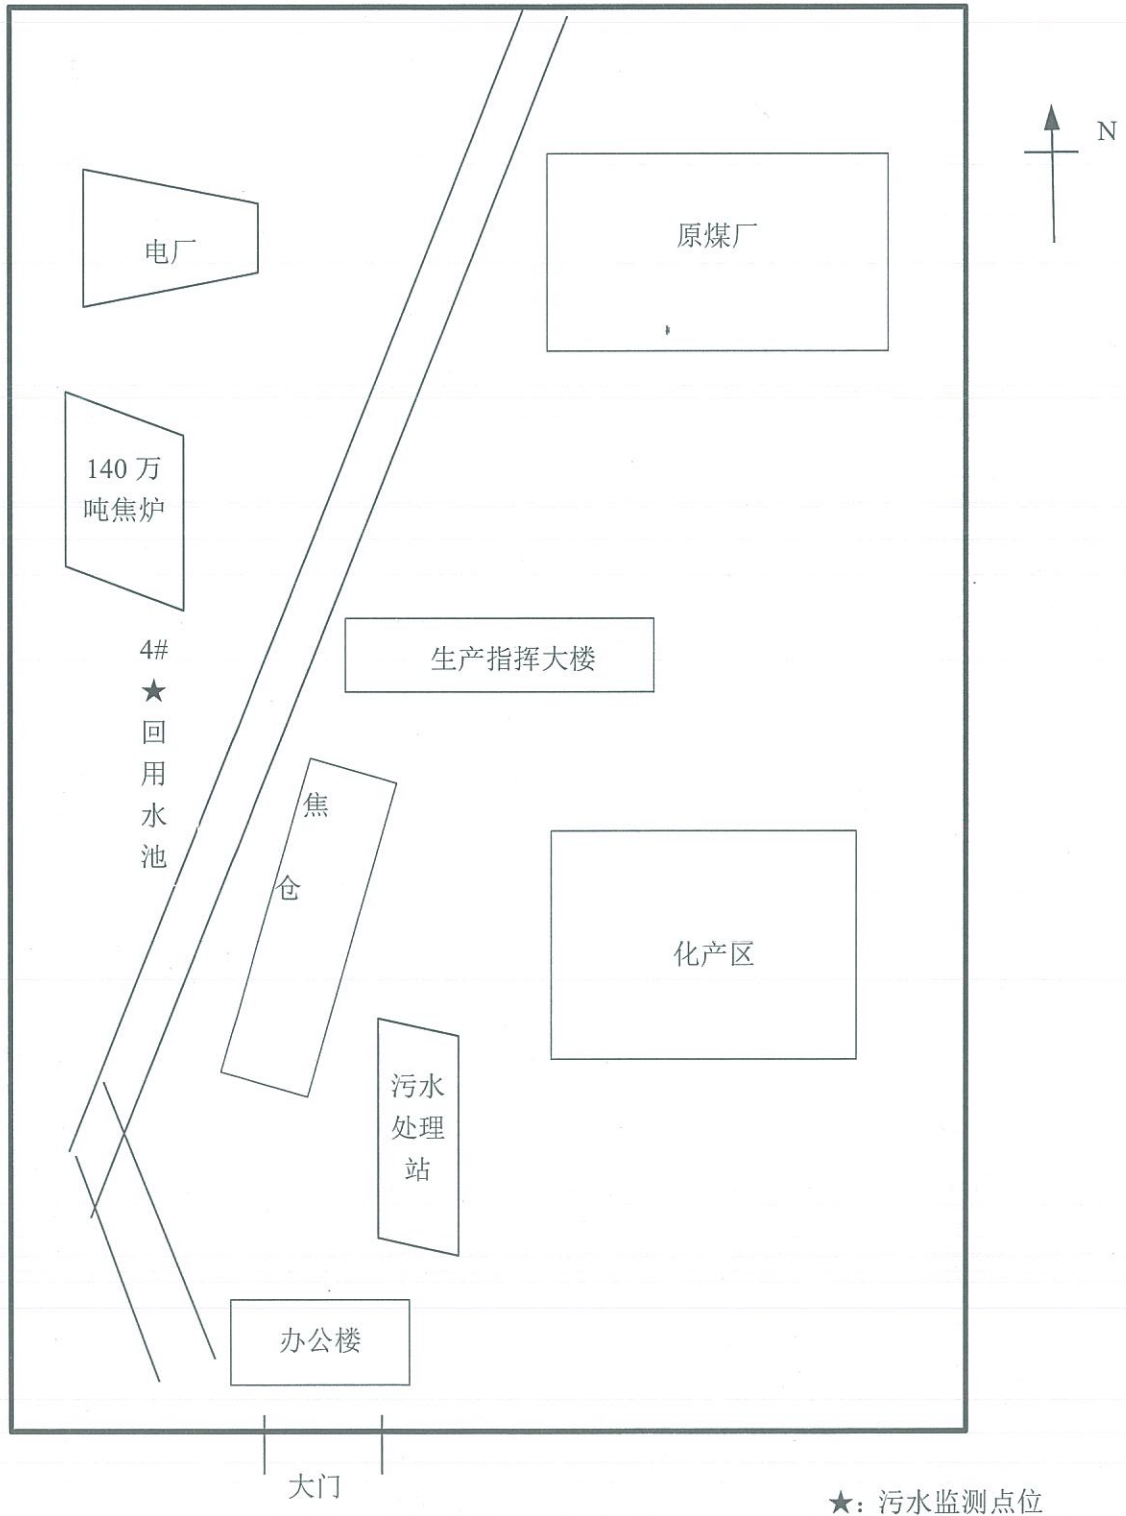 N
原煤厂
电厂
140 万
吨焦炉
4#
★
回
用
水
池
生产指挥大楼
焦
仓
化产区
污水
处理
站
办公楼
大门
★：污水监测点位